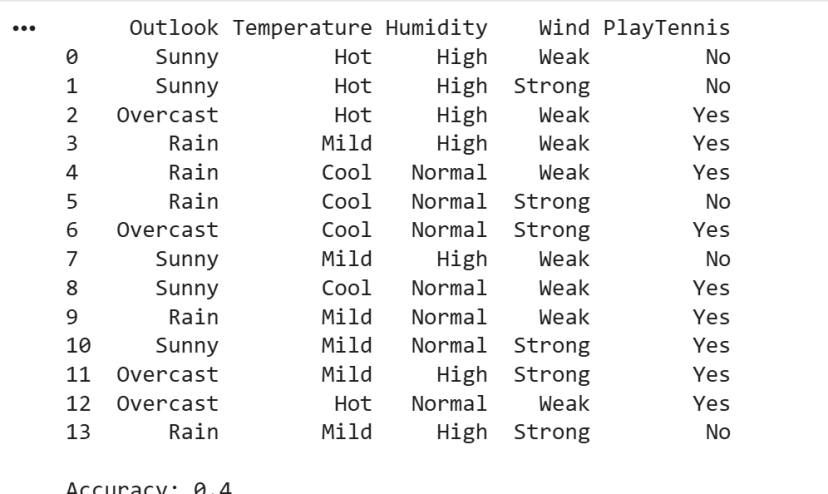 Outlook Temperature Humidity Wind PlayTennis
0 Sunny Hot High Weak No
1 Sunny Hot High Strong No
2 Overcast Hot High Weak Yes
3 Rain Mild High Weak Yes
4 Rain Cool Normal Weak Yes
5 Rain Cool Normal Strong No
6 Overcast Cool Normal Strong Yes
7 Sunny Mild High Weak No
8 Sunny Cool Normal Weak Yes
9 Rain Mild Normal Weak Yes
10 Sunny Mild Normal Strong Yes
11 Overcast Mild High Strong Yes
12 Overcast Hot Normal Weak Yes
13 Rain Mild High Strong No
Accuracy: 0.4